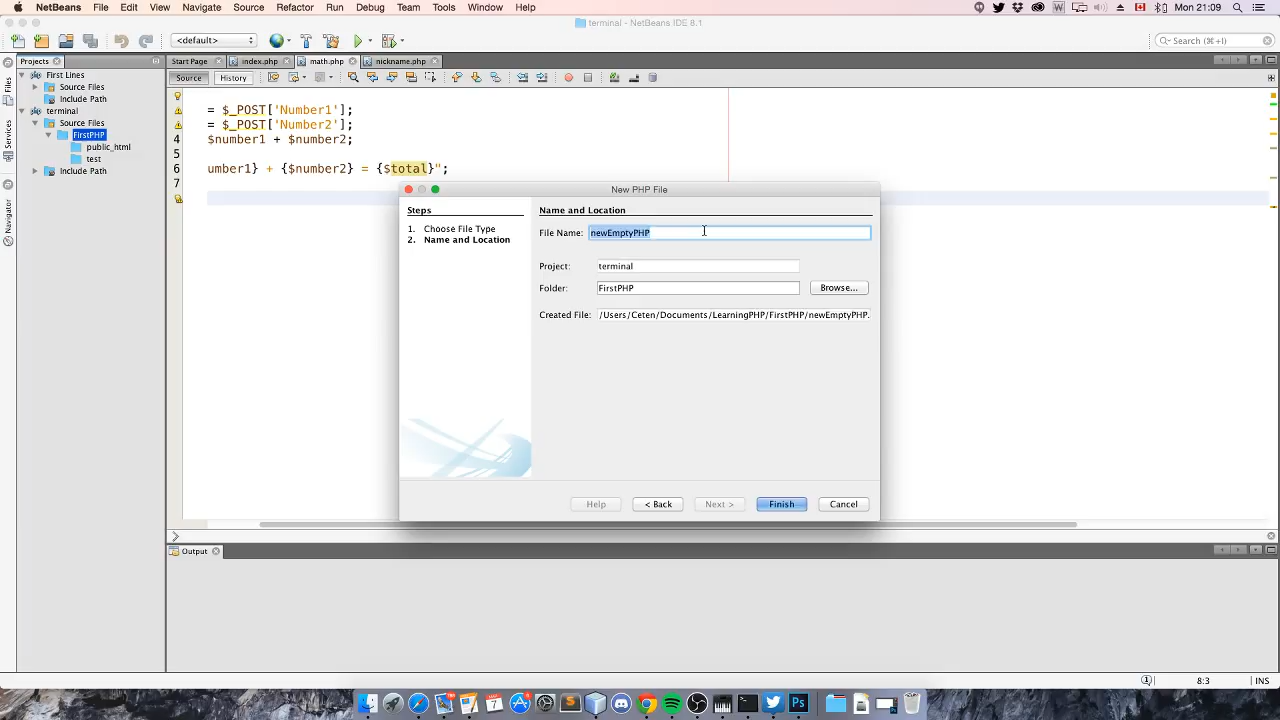 NetBeans File Edit View Navigate Source Refactor Run Debug Team Tools Window Help Mon 21:09
terminal - NetBeans IDE 8.1
<default> Search (⌘+I)
Projects Start Page index.php math.php nickname.php
Source History
Files
Services
Navigator
First Lines
Source Files
Include Path
terminal
Source Files
FirstPHP
public_html
test
Include Path
= $_POST['Number1'];
= $_POST['Number2'];
4 $number1 + $number2;
5
6 umber1} + {$number2} = {$total}";
7
New PHP File
Steps
1. Choose File Type
2. Name and Location
Name and Location
File Name: newEmptyPHP
Project: terminal
Folder: FirstPHP Browse...
Created File: /Users/Ceten/Documents/LearningPHP/FirstPHP/newEmptyPHP.
Help < Back Next > Finish Cancel
Output
8:3 INS
Ps